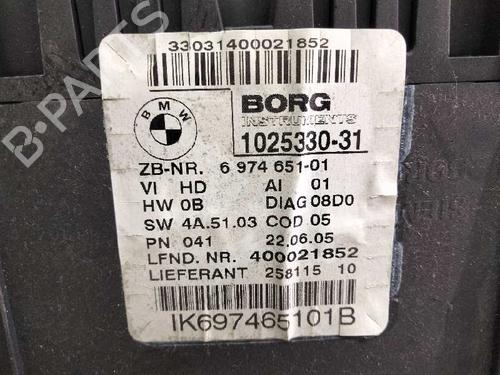 33031400021852
BMW
BORG
INSTRUMENTS
1025330-31
ZB-NR. 6 974 651-01
VI HD AI 01
HW 0B DIAG 08D0
SW 4A.51.03 COD 05
PN 041 22.06.05
LFND. NR. 400021852
LIEFERANT 258115 10
IK697465101B
B-PARTS